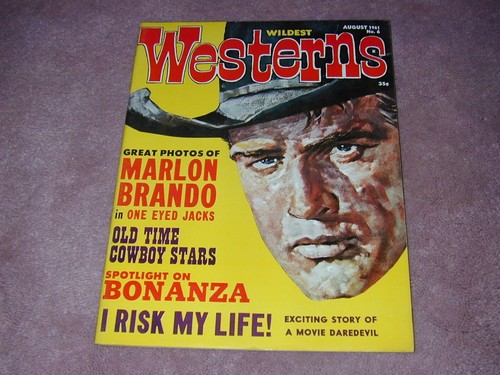 WILDEST
AUGUST 1961
No. 6
Westerns
35¢
GREAT PHOTOS OF
MARLON
BRANDO
in ONE EYED JACKS
OLD TIME
COWBOY STARS
SPOTLIGHT ON
BONANZA
I RISK MY LIFE!
EXCITING STORY OF
A MOVIE DAREDEVIL